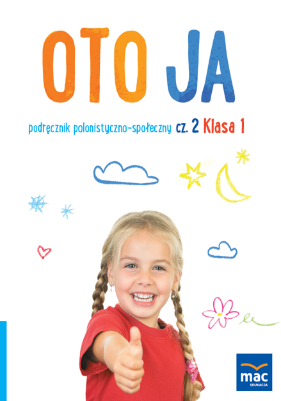 OTO JA
podręcznik polonistyczno-społeczny cz. 2 Klasa 1
mac
EDUKACJA